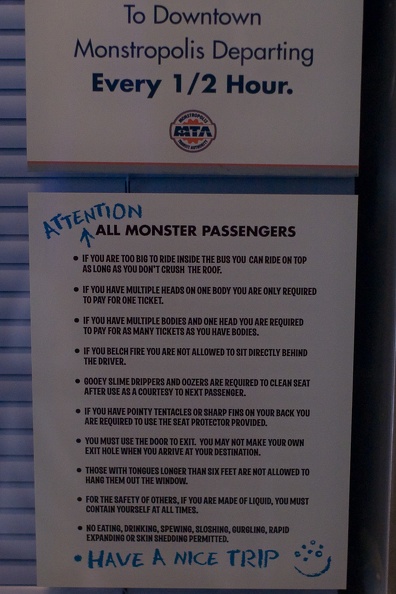 To Downtown
Monstropolis Departing
Every 1/2 Hour.
MONSTROPOLIS
MTA
TRANSIT AUTHORITY
ATTENTION
ALL MONSTER PASSENGERS
• IF YOU ARE TOO BIG TO RIDE INSIDE THE BUS YOU CAN RIDE ON TOP
AS LONG AS YOU DON'T CRUSH THE ROOF.
• IF YOU HAVE MULTIPLE HEADS ON ONE BODY YOU ARE ONLY REQUIRED
TO PAY FOR ONE TICKET.
• IF YOU HAVE MULTIPLE BODIES AND ONE HEAD YOU ARE REQUIRED
TO PAY FOR AS MANY TICKETS AS YOU HAVE BODIES.
• IF YOU BELCH FIRE YOU ARE NOT ALLOWED TO SIT DIRECTLY BEHIND
THE DRIVER.
• GOOEY SLIME DRIPPERS AND OOZERS ARE REQUIRED TO CLEAN SEAT
AFTER USE AS A COURTESY TO NEXT PASSENGER.
• IF YOU HAVE POINTY TENTACLES OR SHARP FINS ON YOUR BACK YOU
ARE REQUIRED TO USE THE SEAT PROTECTOR PROVIDED.
• YOU MUST USE THE DOOR TO EXIT. YOU MAY NOT MAKE YOUR OWN
EXIT HOLE WHEN YOU ARRIVE AT YOUR DESTINATION.
• THOSE WITH TONGUES LONGER THAN SIX FEET ARE NOT ALLOWED TO
HANG THEM OUT THE WINDOW.
• FOR THE SAFETY OF OTHERS, IF YOU ARE MADE OF LIQUID, YOU MUST
CONTAIN YOURSELF AT ALL TIMES.
• NO EATING, DRINKING, SPEWING, SLOSHING, GURGLING, RAPID
EXPANDING OR SKIN SHEDDING PERMITTED.
• HAVE A NICE TRIP